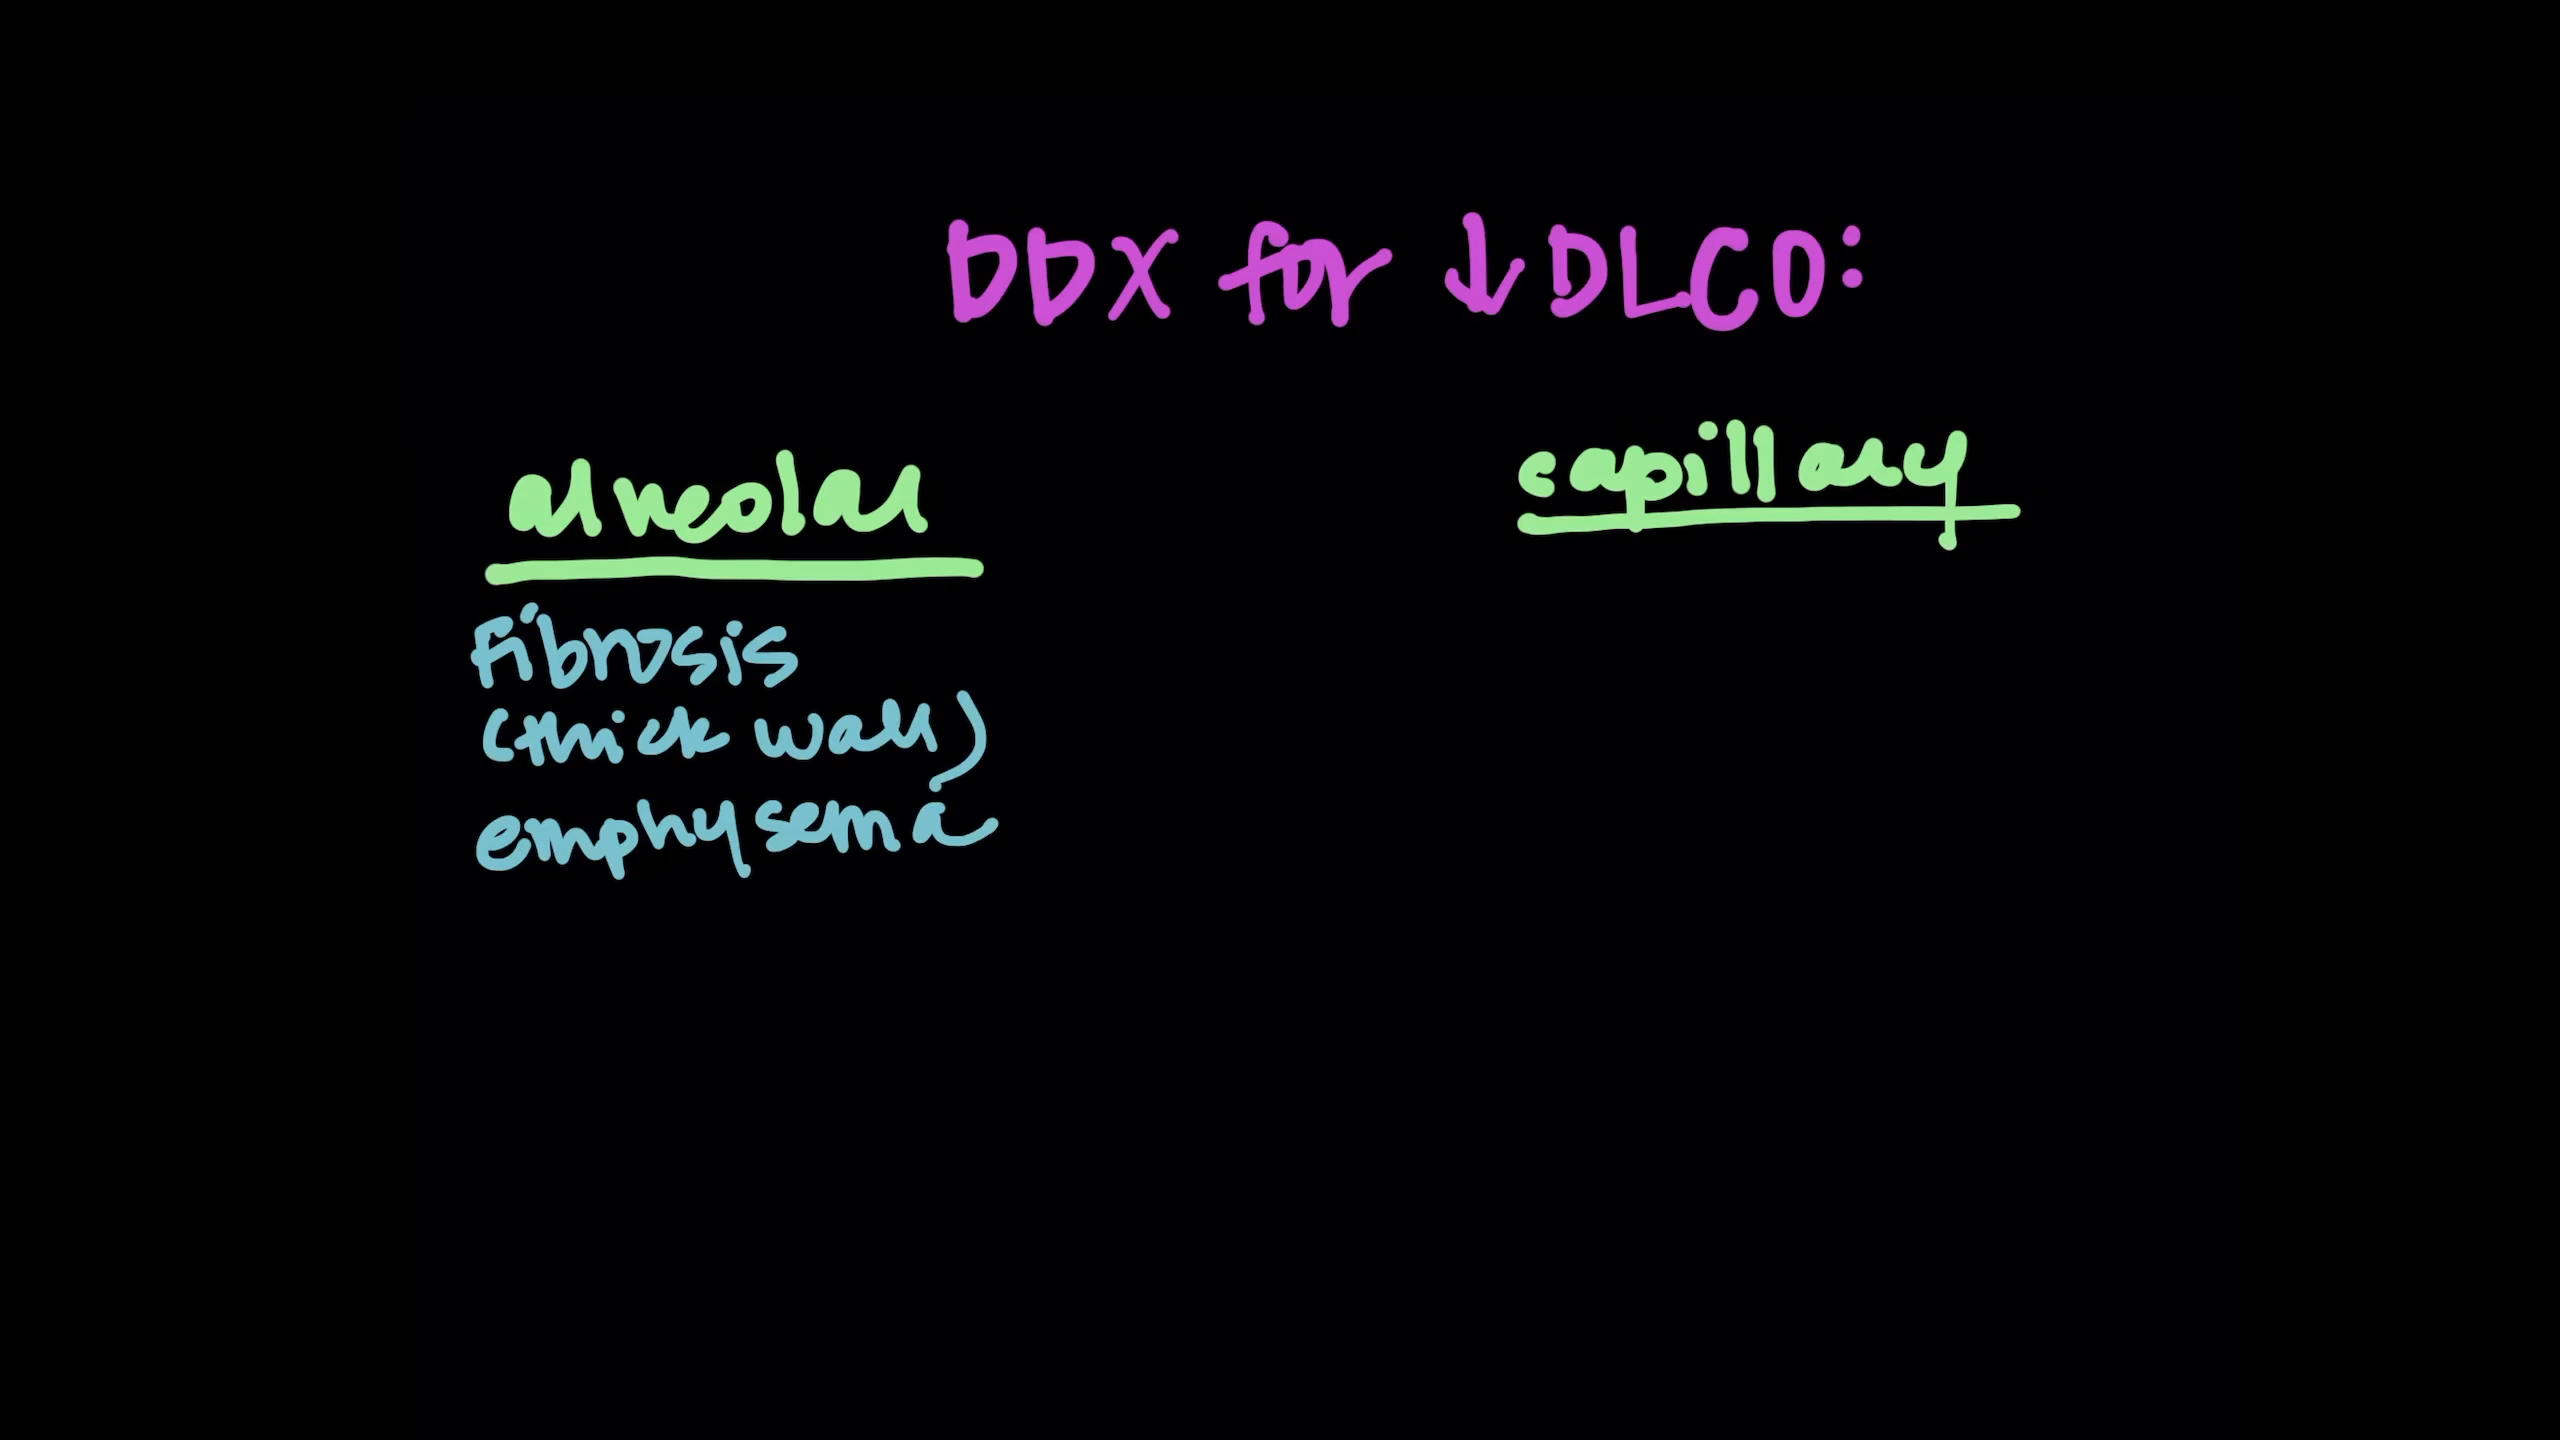 DDX for ↓DLCO:
alveolar
capillary
Fibrosis
(thick wall)
emphysema